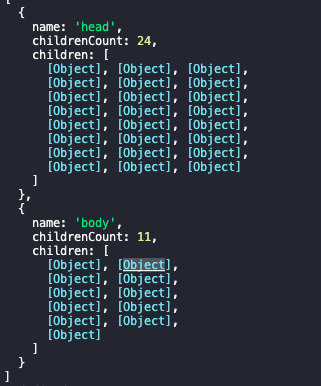 [
  {
    name: 'head',
    childrenCount: 24,
    children: [
      [Object], [Object], [Object],
      [Object], [Object], [Object],
      [Object], [Object], [Object],
      [Object], [Object], [Object],
      [Object], [Object], [Object],
      [Object], [Object], [Object],
      [Object], [Object], [Object],
      [Object], [Object], [Object]
    ]
  },
  {
    name: 'body',
    childrenCount: 11,
    children: [
      [Object], [Object],
      [Object], [Object],
      [Object], [Object],
      [Object], [Object],
      [Object], [Object],
      [Object]
    ]
  }
]